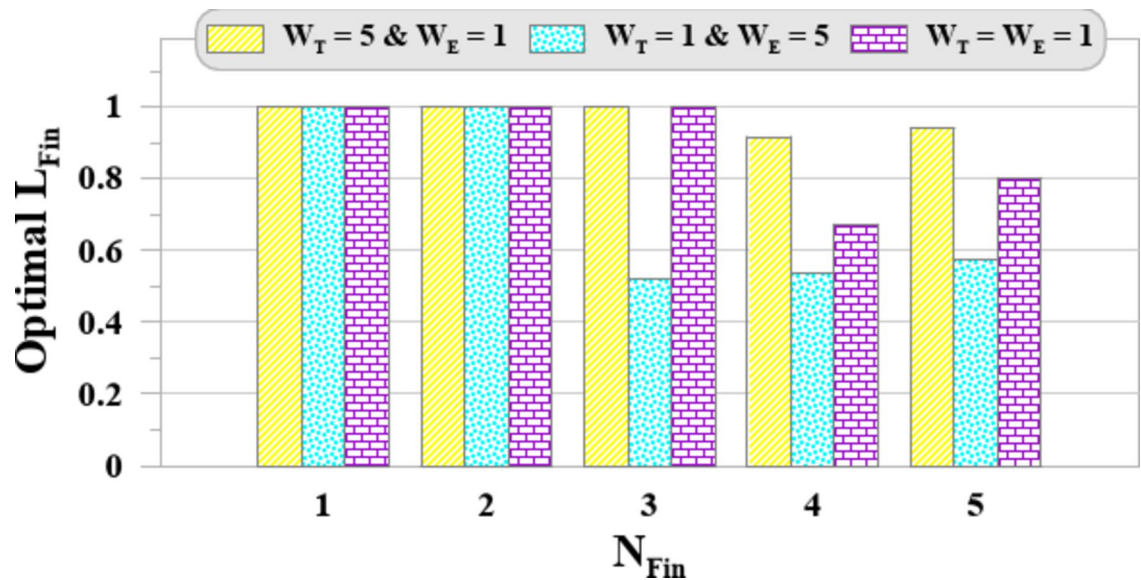 W_T = 5 & W_E = 1 W_T = 1 & W_E = 5 W_T = W_E = 1
Optimal L_Fin
1
0.8
0.6
0.4
0.2
0
1 2 3 4 5
N_Fin